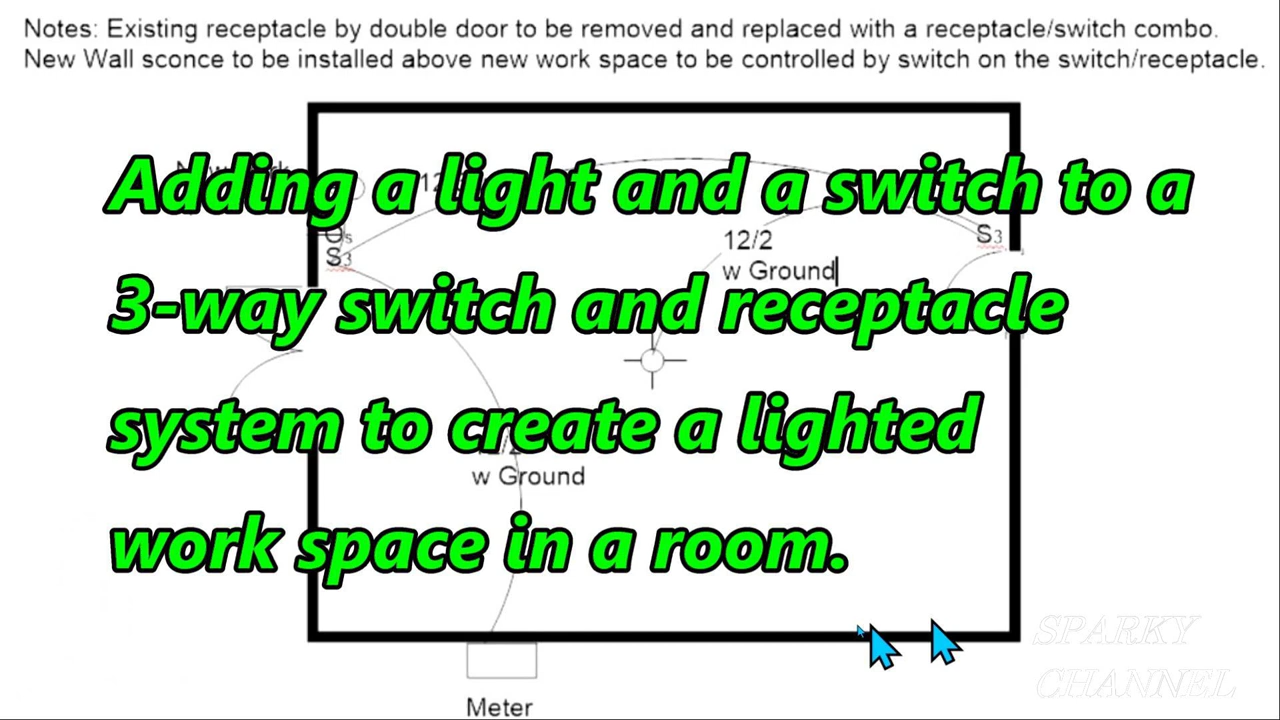 Notes: Existing receptacle by double door to be removed and replaced with a receptacle/switch combo.
New Wall sconce to be installed above new work space to be controlled by switch on the switch/receptacle.
Adding a light and a switch to a
12/2
S3
S3
w Ground
3-way switch and receptacle
system to create a lighted
w Ground
work space in a room.
SPARKY
CHANNEL
Meter